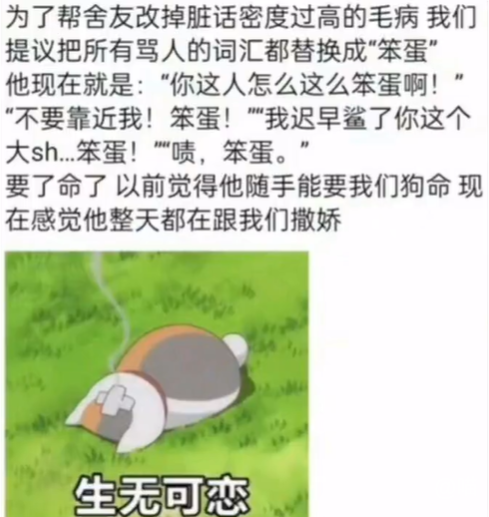 为了帮舍友改掉脏话密度过高的毛病 我们
提议把所有骂人的词汇都替换成“笨蛋”
他现在就是：“你这人怎么这么笨蛋啊！”
“不要靠近我！笨蛋！”“我迟早鲨了你这个
大sh...笨蛋！”“啧，笨蛋。”
要了命了 以前觉得他随手能要我们狗命 现
在感觉他整天都在跟我们撒娇
生无可恋